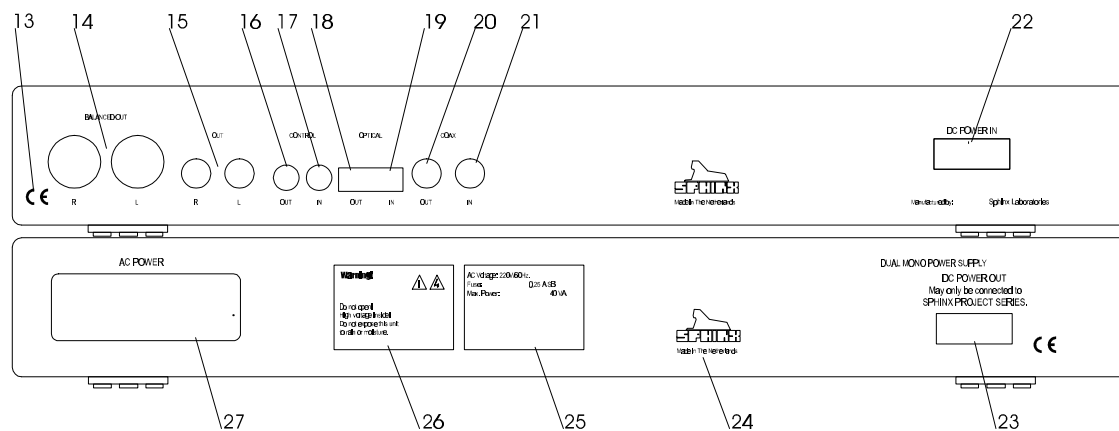 13 14 15 16 17 18 19 20 21 22
BALANCED OUT
OUT CONTROL OPTICAL COAX
DC POWER IN
CE
R L R L OUT IN OUT IN OUT IN
SPHINX
Made In The Netherlands
Manufactured by: Sphinx Laboratories
AC POWER
Warning!
Do not open!
High voltage inside!
Do not expose this unit
to rain or moisture.
AC Voltage: 220V/50Hz.
Fuses: 0,25 A SB
Max. Power: 40 VA
SPHINX
Made In The Netherlands
DUAL MONO POWER SUPPLY
DC POWER OUT
May only be connected to
SPHINX PROJECT SERIES.
CE
27 26 25 24 23